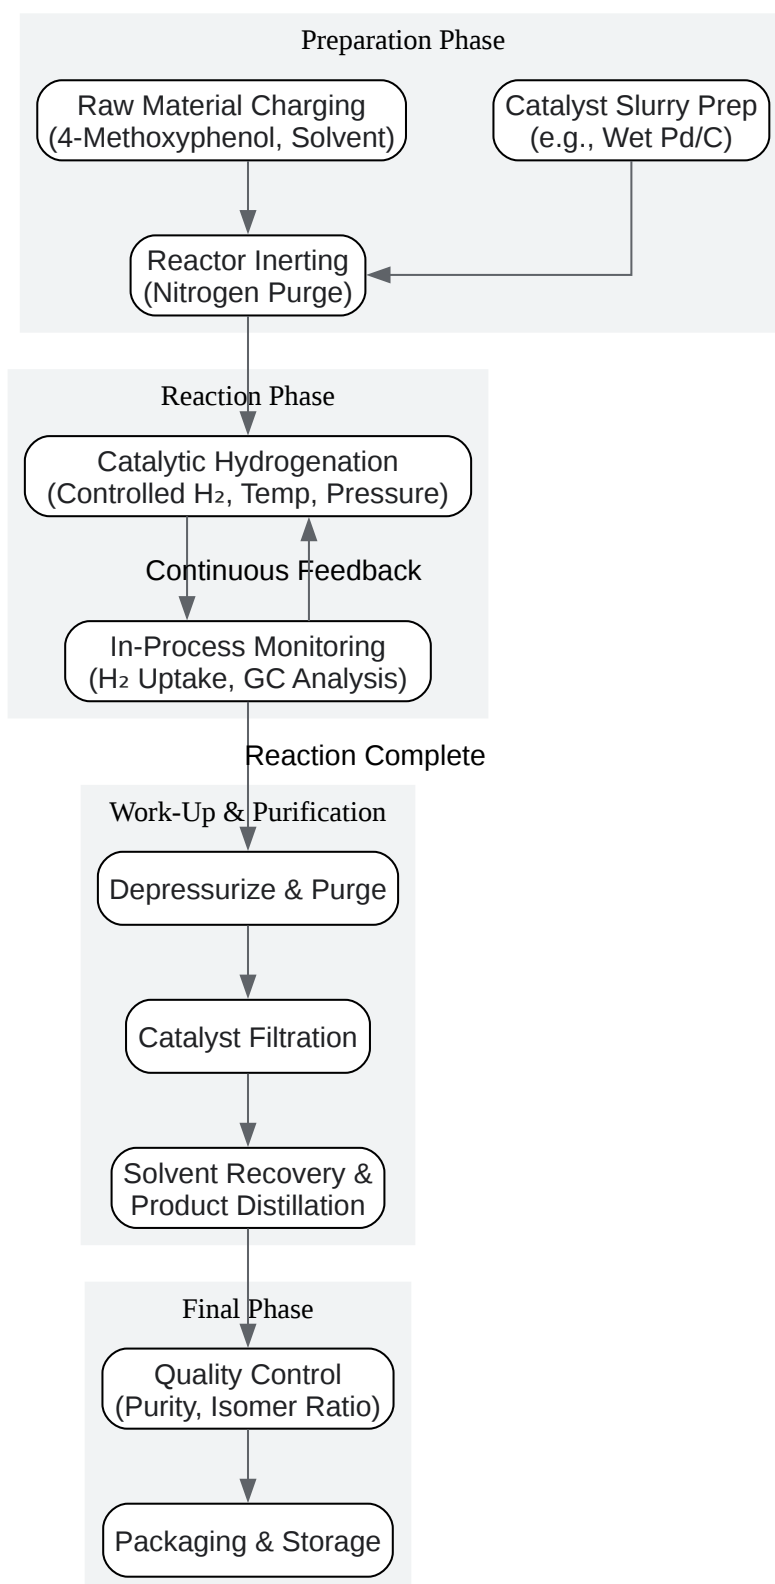 Preparation Phase
Raw Material Charging
(4-Methoxyphenol, Solvent)
Catalyst Slurry Prep
(e.g., Wet Pd/C)
Reactor Inerting
(Nitrogen Purge)
Reaction Phase
Catalytic Hydrogenation
(Controlled H₂, Temp, Pressure)
Continuous Feedback
In-Process Monitoring
(H₂ Uptake, GC Analysis)
Reaction Complete
Work-Up & Purification
Depressurize & Purge
Catalyst Filtration
Solvent Recovery &
Product Distillation
Final Phase
Quality Control
(Purity, Isomer Ratio)
Packaging & Storage